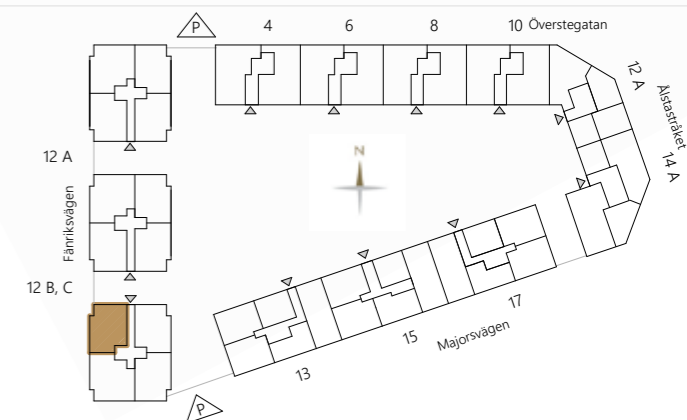 P
4
6
8
10 Överstegatan
12 A
Ålstastråket
14 A
12 A
N
Fänriksvägen
12 B, C
17
15
Majorsvägen
13
P